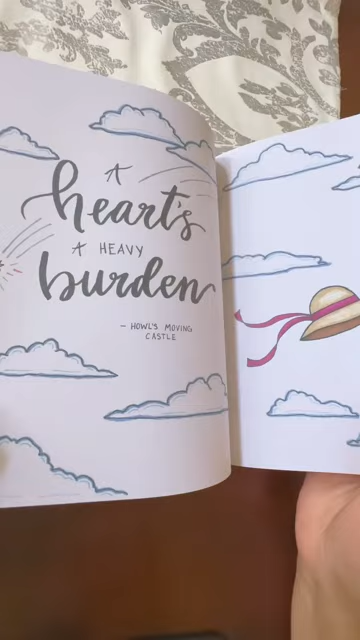 A
heart's
A HEAVY
burden
- HOWL'S MOVING
CASTLE